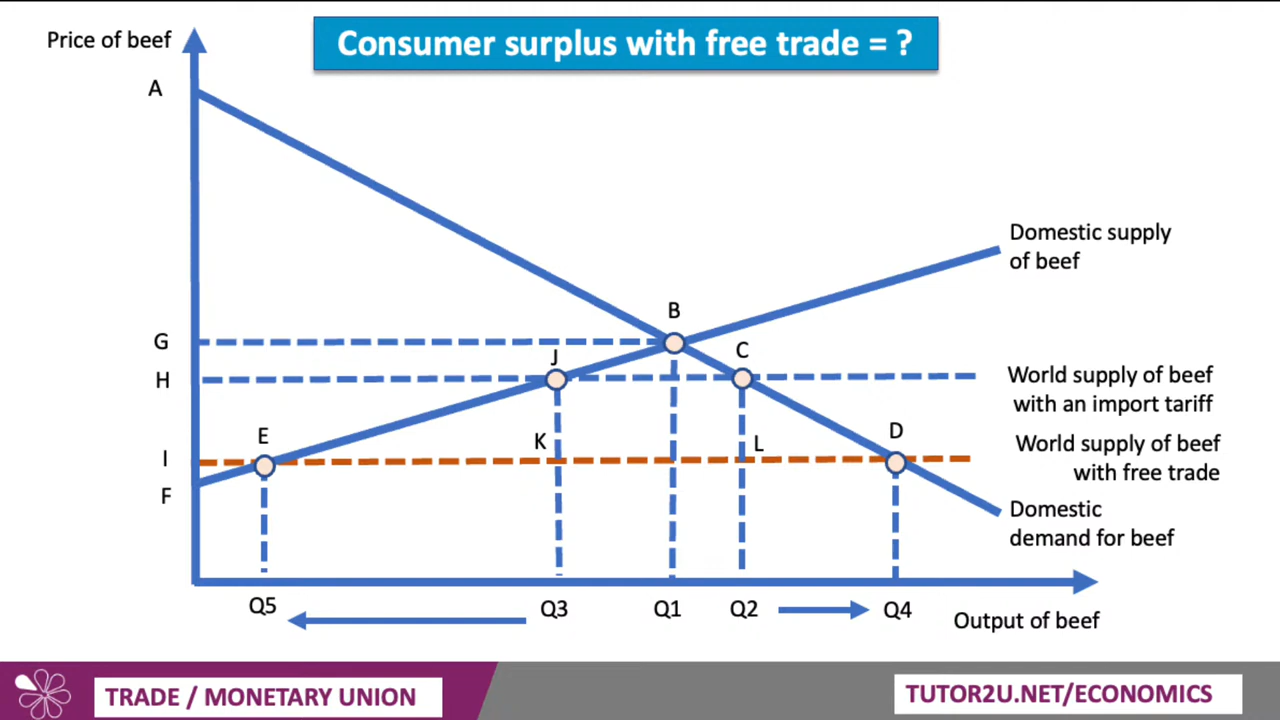 Consumer surplus with free trade = ?
Price of beef
A
Domestic supply
of beef
B
G
J
C
H
World supply of beef
with an import tariff
E
K
L
D
I
World supply of beef
with free trade
F
Domestic
demand for beef
Q5
Q3
Q1
Q2
Q4
Output of beef
TRADE / MONETARY UNION
TUTOR2U.NET/ECONOMICS